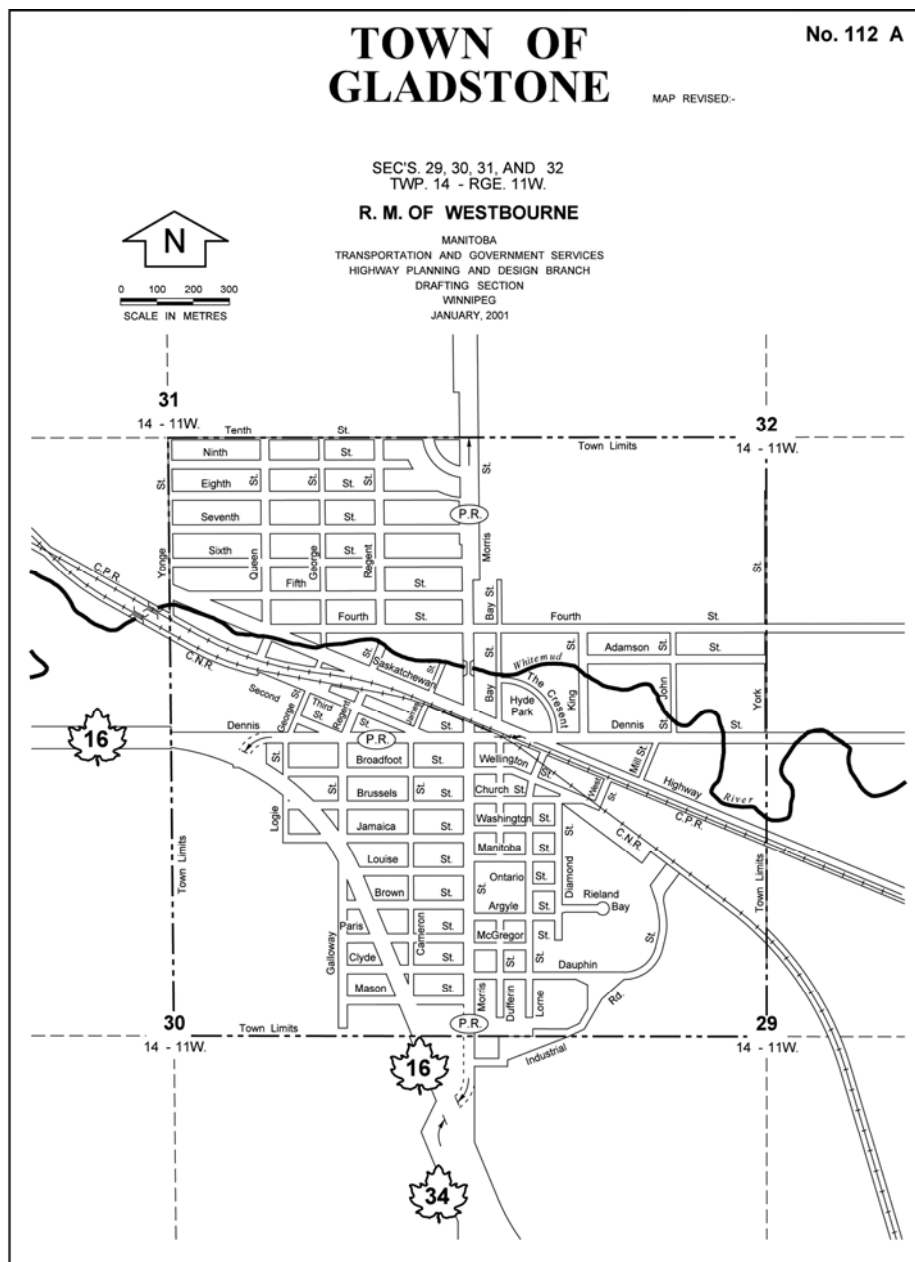 No. 112 A
TOWN OF
GLADSTONE
MAP REVISED:-
SEC'S. 29, 30, 31, AND 32
TWP. 14 - RGE. 11W.
R. M. OF WESTBOURNE
MANITOBA
TRANSPORTATION AND GOVERNMENT SERVICES
HIGHWAY PLANNING AND DESIGN BRANCH
DRAFTING SECTION
WINNIPEG
JANUARY, 2001
N
0 100 200 300
SCALE IN METRES
31
14 - 11W.
32
14 - 11W.
Tenth St.
Town Limits
Ninth St.
Eighth St.
Seventh St.
Sixth St.
Fifth St.
Fourth St.
Yonge St.
Queen St.
George St.
Regent St.
P.R.
Morris St.
Bay St.
Fourth St.
Adamson St.
York St.
C.P.R.
C.N.R.
Saskatchewan St.
Whitemud
Bay St.
The Cresent
Hyde
Park
King St.
John St.
Dennis St.
Second
Third
St.
George St.
Regent St.
James
Dennis St.
16
P.R.
Broadfoot St.
Wellington St.
Mill St.
Highway
River
Brussels St.
Church St.
West St.
C.P.R.
Logie St.
Jamaica St.
Washington St.
C.N.R.
Louise St.
Manitoba St.
Diamond St.
Brown St.
Ontario St.
Rieland
Bay
Argyle St.
Paris St.
McGregor St.
Clyde St.
Cameron St.
Galloway St.
Dauphin St.
Mason St.
Morris St.
Dufferin St.
Lorne St.
Town Limits
Town Limits
30
14 - 11W.
Town Limits
P.R.
Industrial Rd.
29
14 - 11W.
16
34